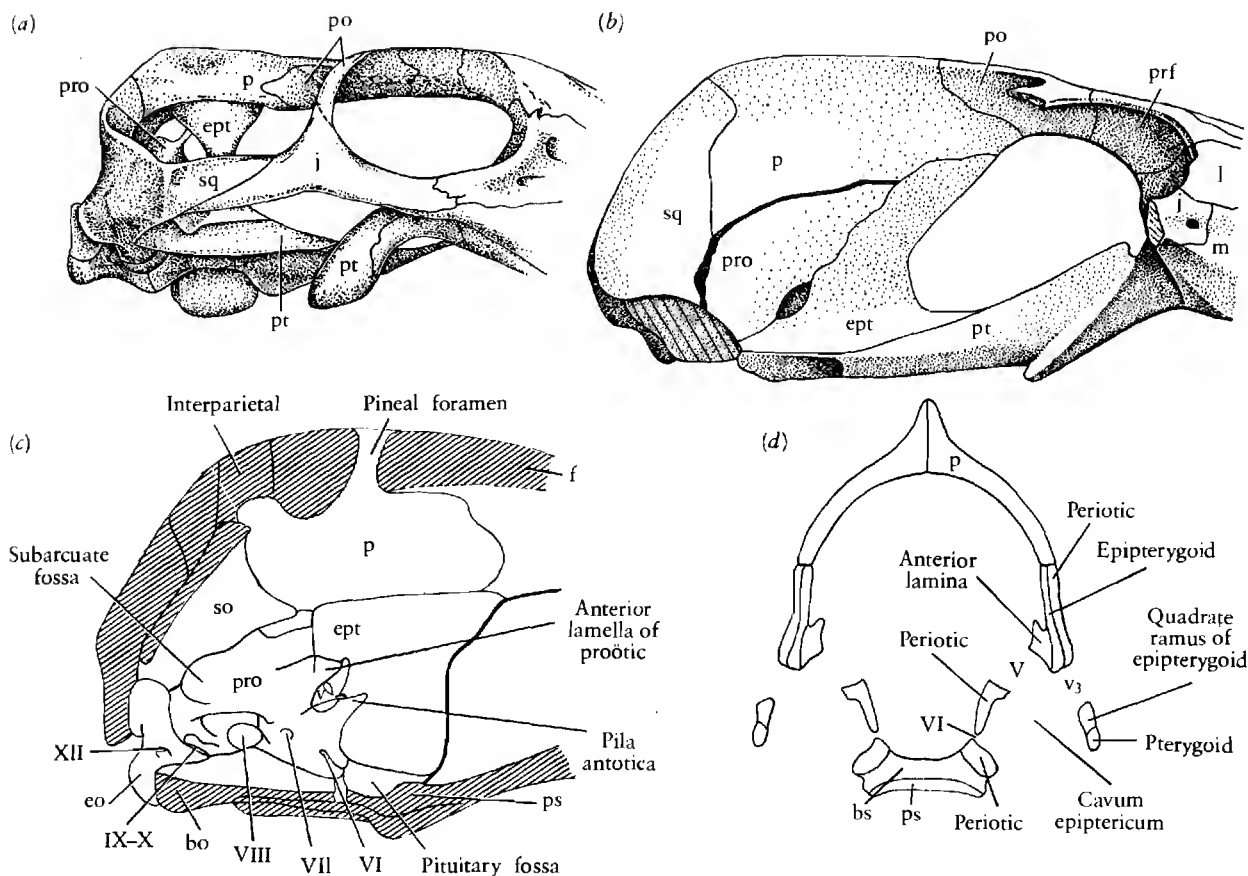 (a)
po
p
pro
ept
sq
j
pt
pt
(b)
po
prf
p
l
j
sq
m
pro
ept
pt
(c)
Interparietal
Pineal foramen
f
p
Subarcuate
fossa
so
ept
Anterior
lamella of
proötic
pro
V
Pila
antotica
XII
eo
ps
IX–X
bo
VIII
VII
VI
Pituitary fossa
(d)
p
Periotic
Epipterygoid
Anterior
lamina
Periotic
Quadrate
ramus of
epipterygoid
V
v₃
VI
Pterygoid
bs
ps
Periotic
Cavum
epiptericum